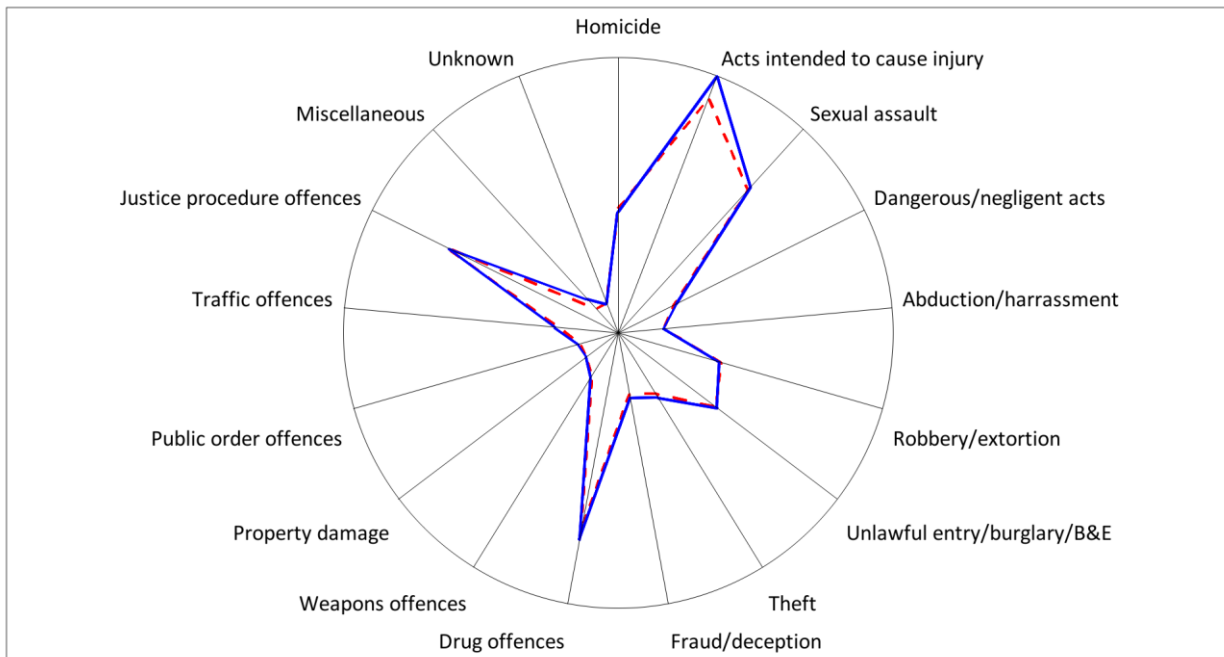 Homicide
Acts intended to cause injury
Sexual assault
Dangerous/negligent acts
Abduction/harrassment
Robbery/extortion
Unlawful entry/burglary/B&E
Theft
Fraud/deception
Drug offences
Weapons offences
Property damage
Public order offences
Traffic offences
Justice procedure offences
Miscellaneous
Unknown